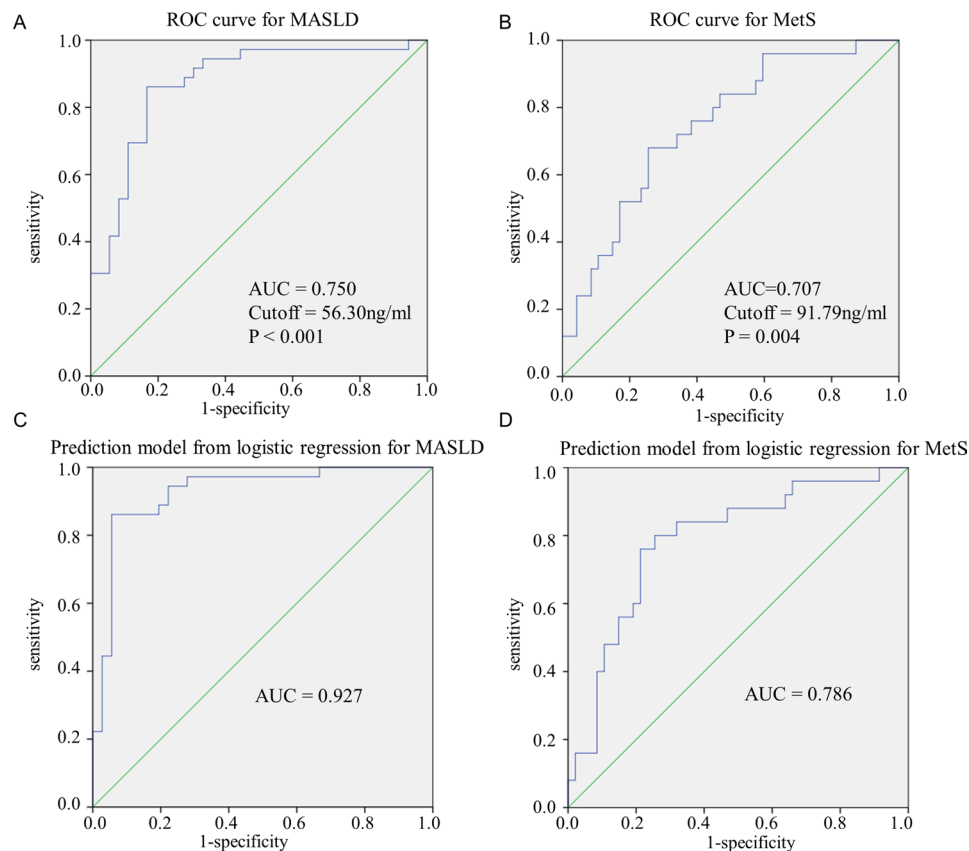 A
ROC curve for MASLD
1.0
0.8
0.6
0.4
0.2
0.0
sensitivity
AUC = 0.750
Cutoff = 56.30ng/ml
P < 0.001
0.0 0.2 0.4 0.6 0.8 1.0
1-specificity
B
ROC curve for MetS
1.0
0.8
0.6
0.4
0.2
0.0
sensitivity
AUC=0.707
Cutoff = 91.79ng/ml
P = 0.004
0.0 0.2 0.4 0.6 0.8 1.0
1-specificity
C
Prediction model from logistic regression for MASLD
1.0
0.8
0.6
0.4
0.2
0.0
sensitivity
AUC = 0.927
0.0 0.2 0.4 0.6 0.8 1.0
1-specificity
D
Prediction model from logistic regression for MetS
1.0
0.8
0.6
0.4
0.2
0.0
sensitivity
AUC = 0.786
0.0 0.2 0.4 0.6 0.8 1.0
1-specificity